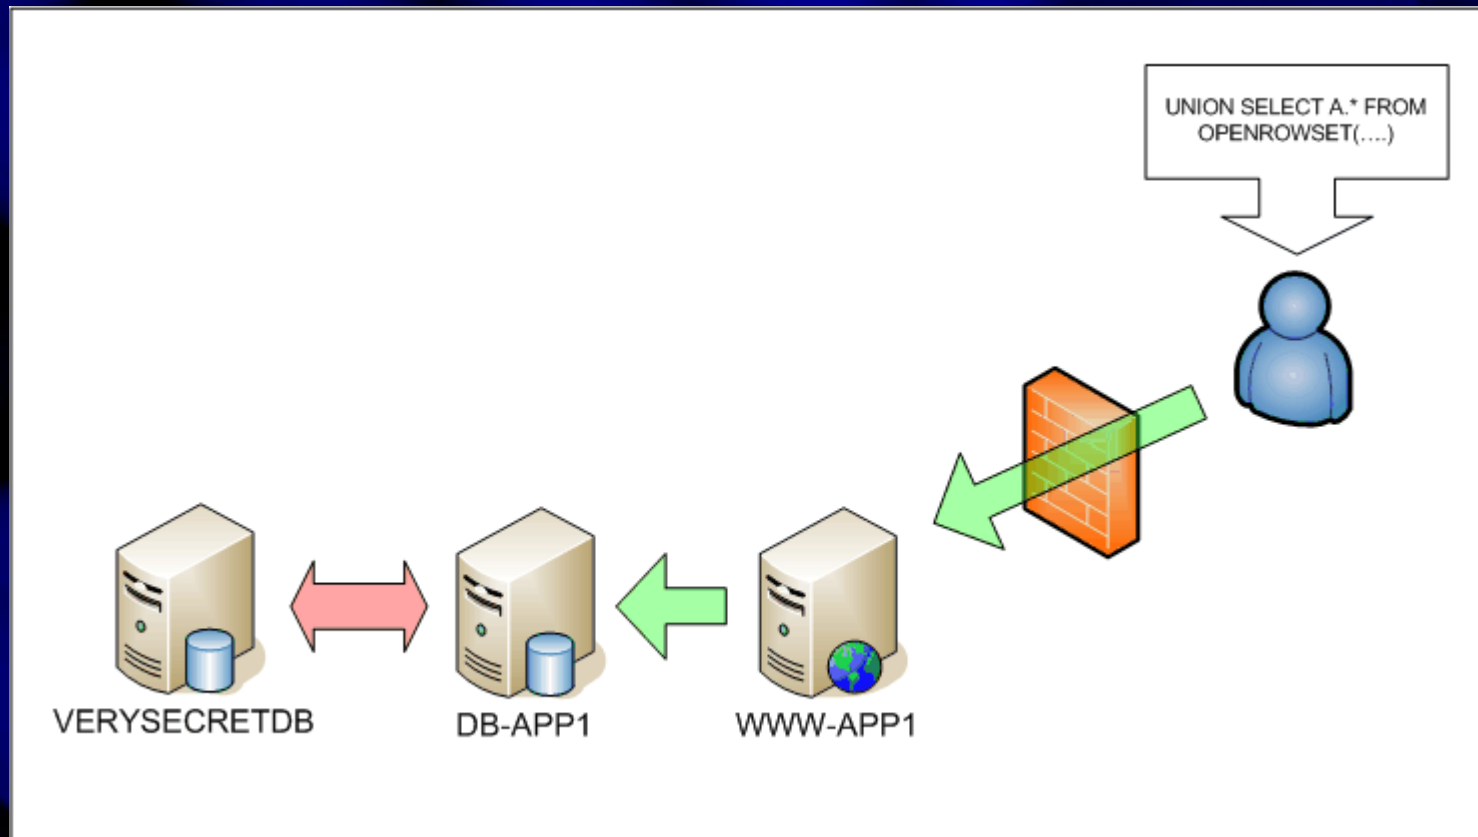 UNION SELECT A.* FROM
OPENROWSET(....)
VERYSECRETDB
DB-APP1
WWW-APP1